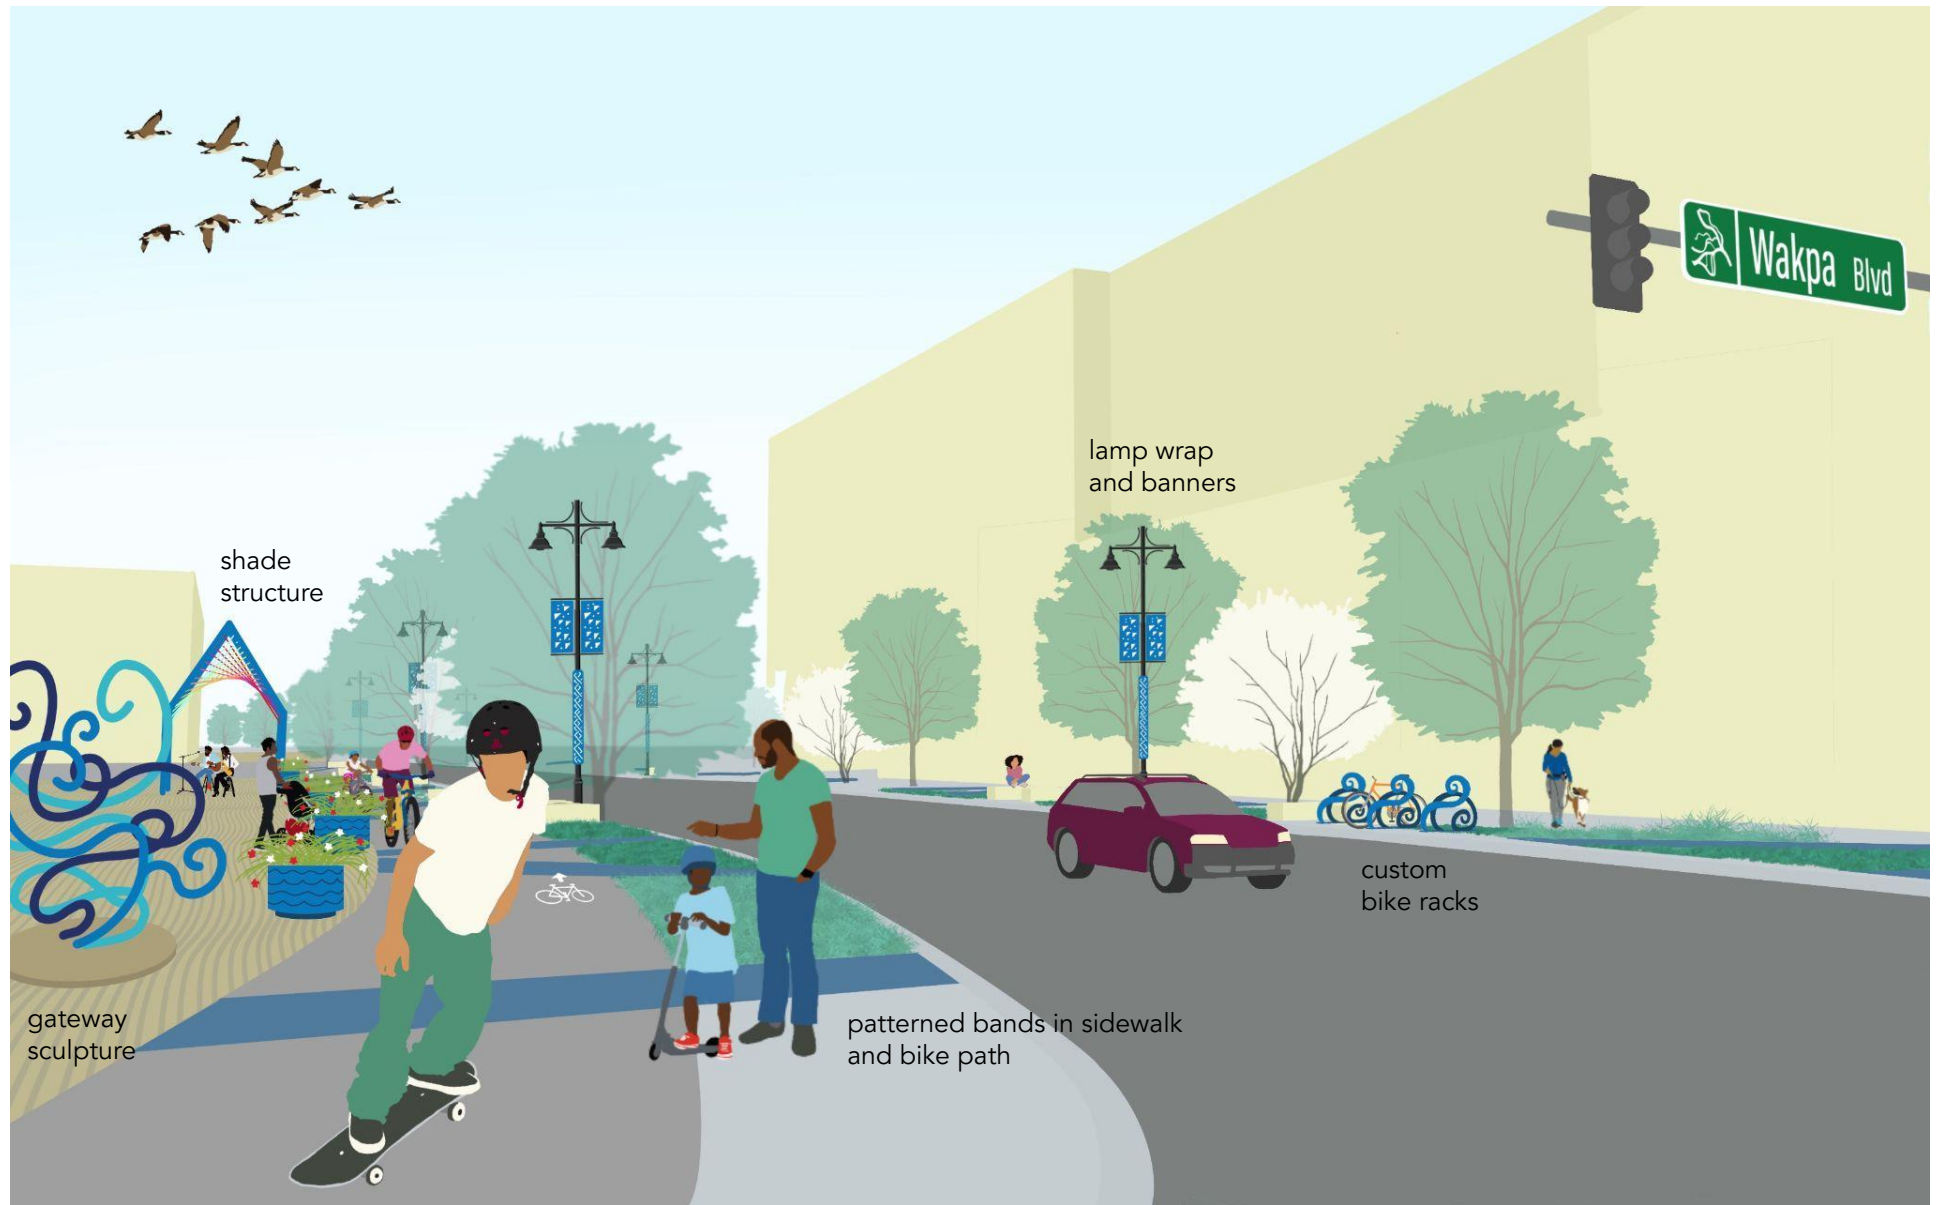 Wakpa Blvd
lamp wrap
and banners
shade
structure
custom
bike racks
gateway
sculpture
patterned bands in sidewalk
and bike path